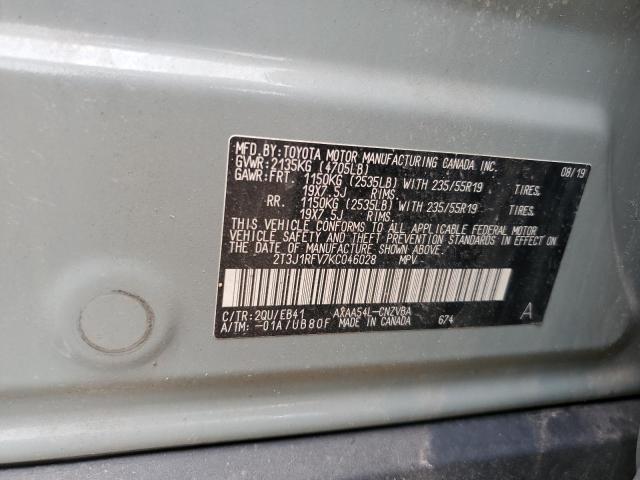 MFD.BY:TOYOTA MOTOR MANUFACTURING CANADA INC. 08/19
GVWR:2135KG (4705LB)
GAWR:FRT. 1150KG (2535LB) WITH 235/55R19 TIRES,
19X7.5J RIMS,
RR. 1150KG (2535LB) WITH 235/55R19 TIRES,
19X7.5J RIMS,
THIS VEHICLE CONFORMS TO ALL APPLICABLE FEDERAL MOTOR
VEHICLE SAFETY AND THEFT PREVENTION STANDARDS IN EFFECT ON
THE DATE OF MANUFACTURE SHOWN ABOVE.
2T3J1RFV7KC046028 MPV
C/TR:2QU/EB41 AXAA54L-CNZVBA A
A/TM:-01A/UB80F MADE IN CANADA 674